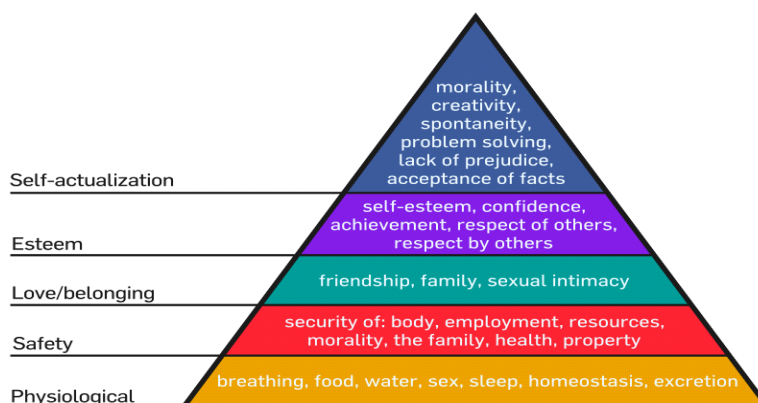 morality,
creativity,
spontaneity,
problem solving,
lack of prejudice,
acceptance of facts
Self-actualization
self-esteem, confidence,
achievement, respect of others,
respect by others
Esteem
friendship, family, sexual intimacy
Love/belonging
security of: body, employment, resources,
morality, the family, health, property
Safety
breathing, food, water, sex, sleep, homeostasis, excretion
Physiological